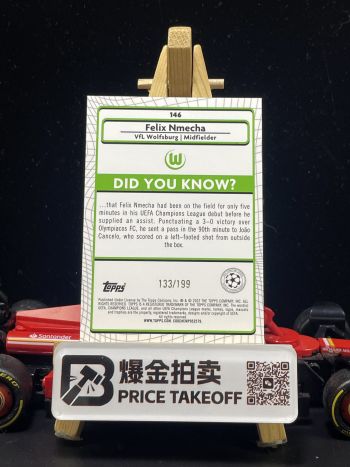 146
Felix Nmecha
VfL Wolfsburg | Midfielder
W
DID YOU KNOW?
...that Felix Nmecha had been on the field for only five
minutes in his UEFA Champions League debut before he
supplied an assist. Punctuating a 3–0 victory over
Olympiacos FC, he sent a pass in the 90th minute to João
Cancelo, who scored on a left-footed shot from outside
the box.
Topps
133/199
Santander
爆金拍卖
PRICE TAKEOFF